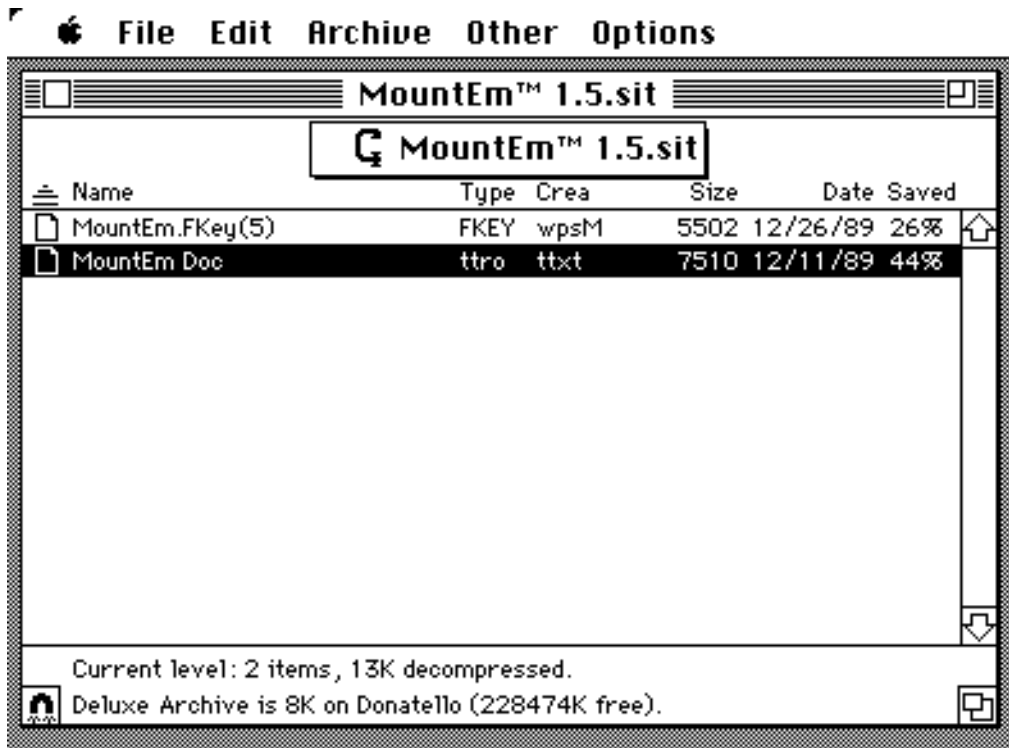 File Edit Archive Other Options
MountEm™ 1.5.sit
MountEm™ 1.5.sit
Name Type Crea Size Date Saved
MountEm.FKey(5) FKEY wpsM 5502 12/26/89 26%
MountEm Doc ttro ttxt 7510 12/11/89 44%
Current level: 2 items, 13K decompressed.
Deluxe Archive is 8K on Donatello (228474K free).